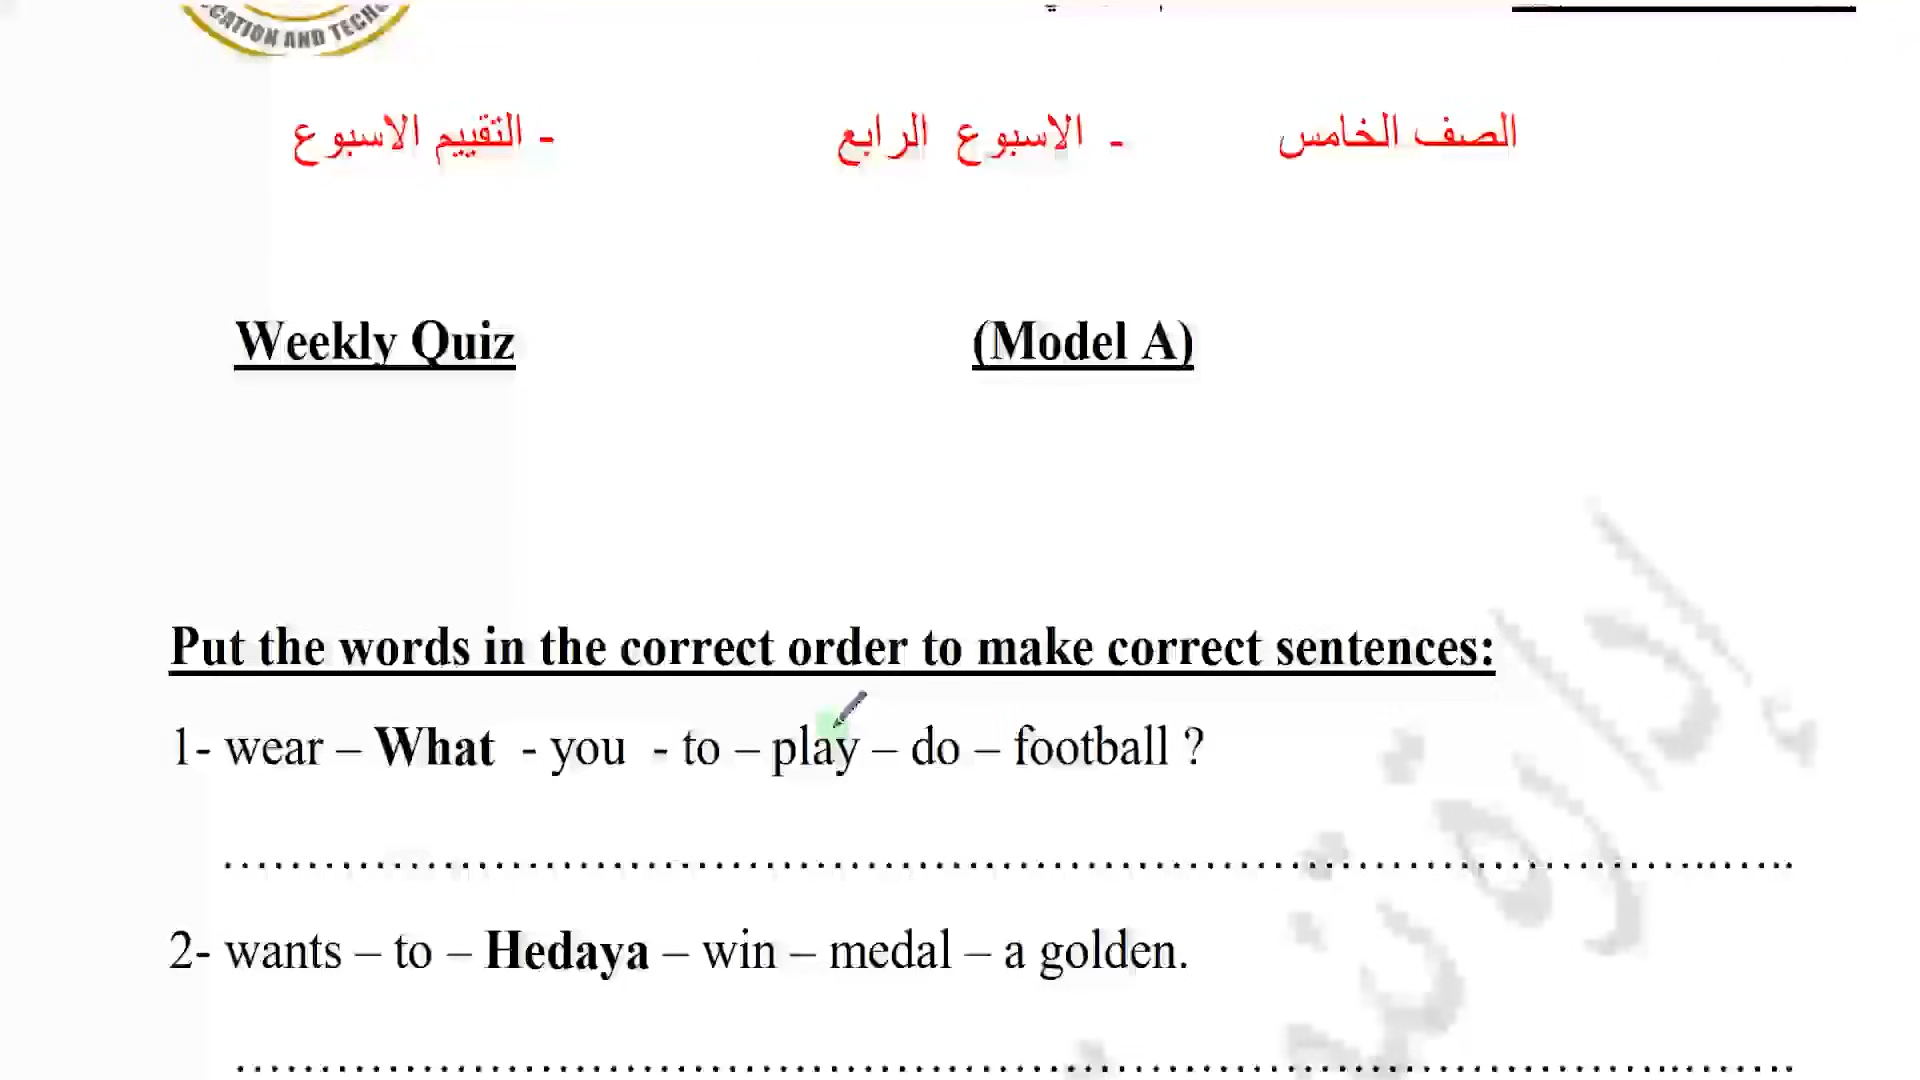 CATION AND TECHN
الصف الخامس - الاسبوع الرابع - التقييم الاسبوع
Weekly Quiz (Model A)
Put the words in the correct order to make correct sentences:
1- wear – What - you - to – play – do – football ?
2- wants – to – Hedaya – win – medal – a golden.